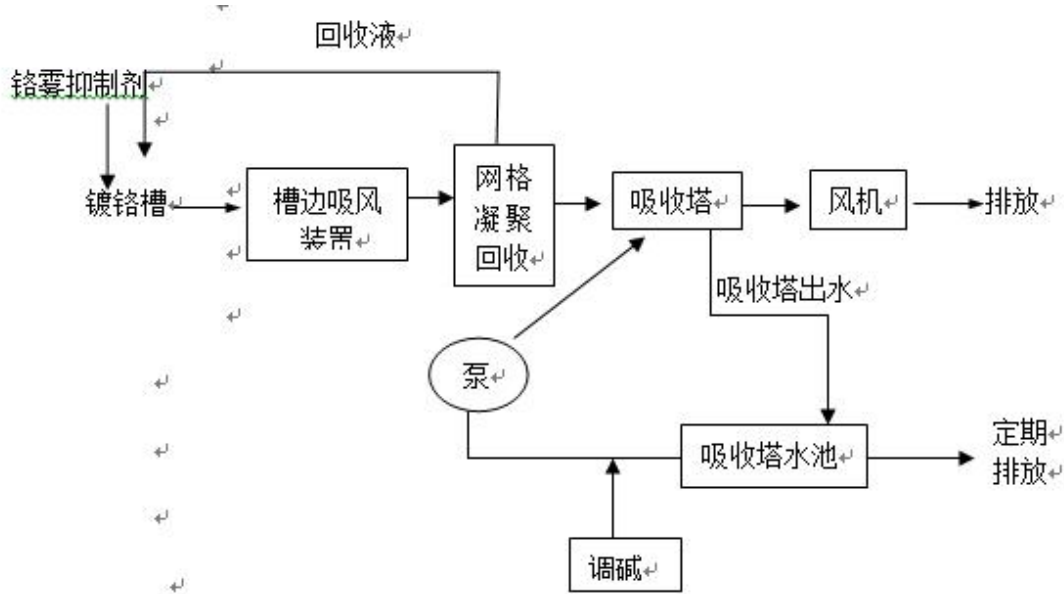 回收液
铬雾抑制剂
镀铬槽
槽边吸风
装置
网格
凝聚
回收
吸收塔
风机
排放
吸收塔出水
泵
吸收塔水池
定期
排放
调碱